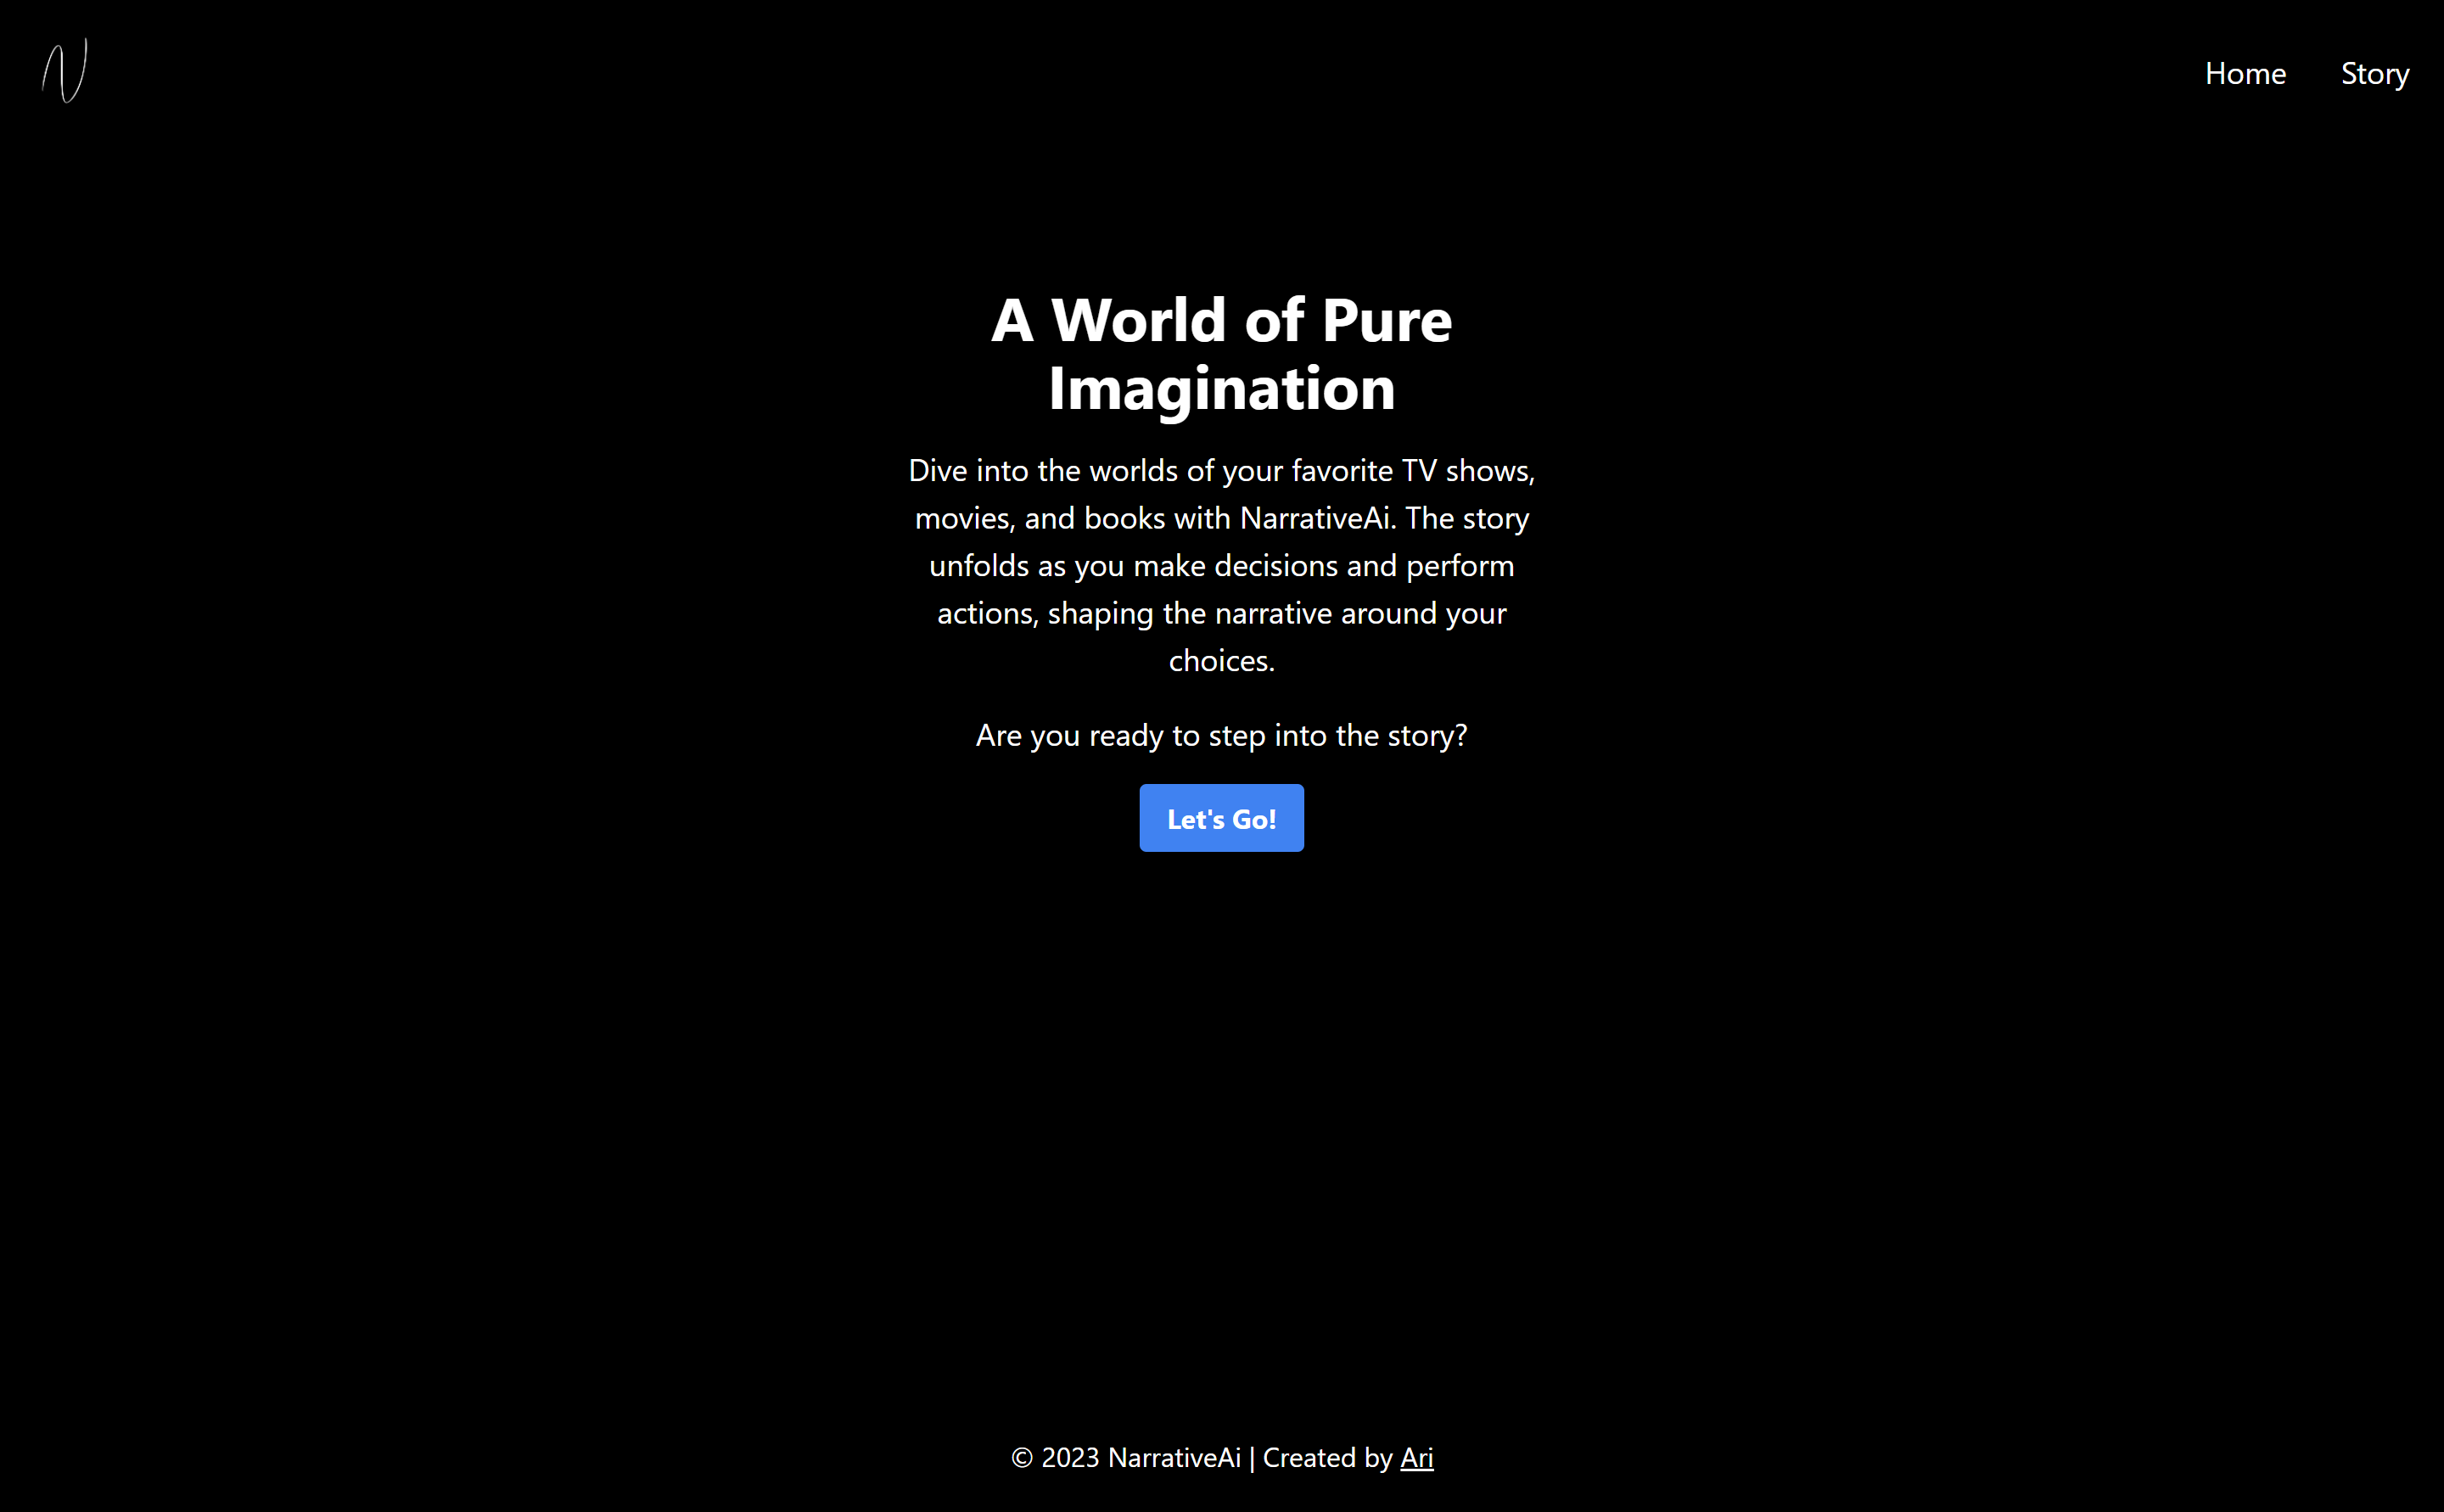 N
Home Story
A World of Pure
Imagination
Dive into the worlds of your favorite TV shows,
movies, and books with NarrativeAi. The story
unfolds as you make decisions and perform
actions, shaping the narrative around your
choices.
Are you ready to step into the story?
Let's Go!
© 2023 NarrativeAi | Created by Ari